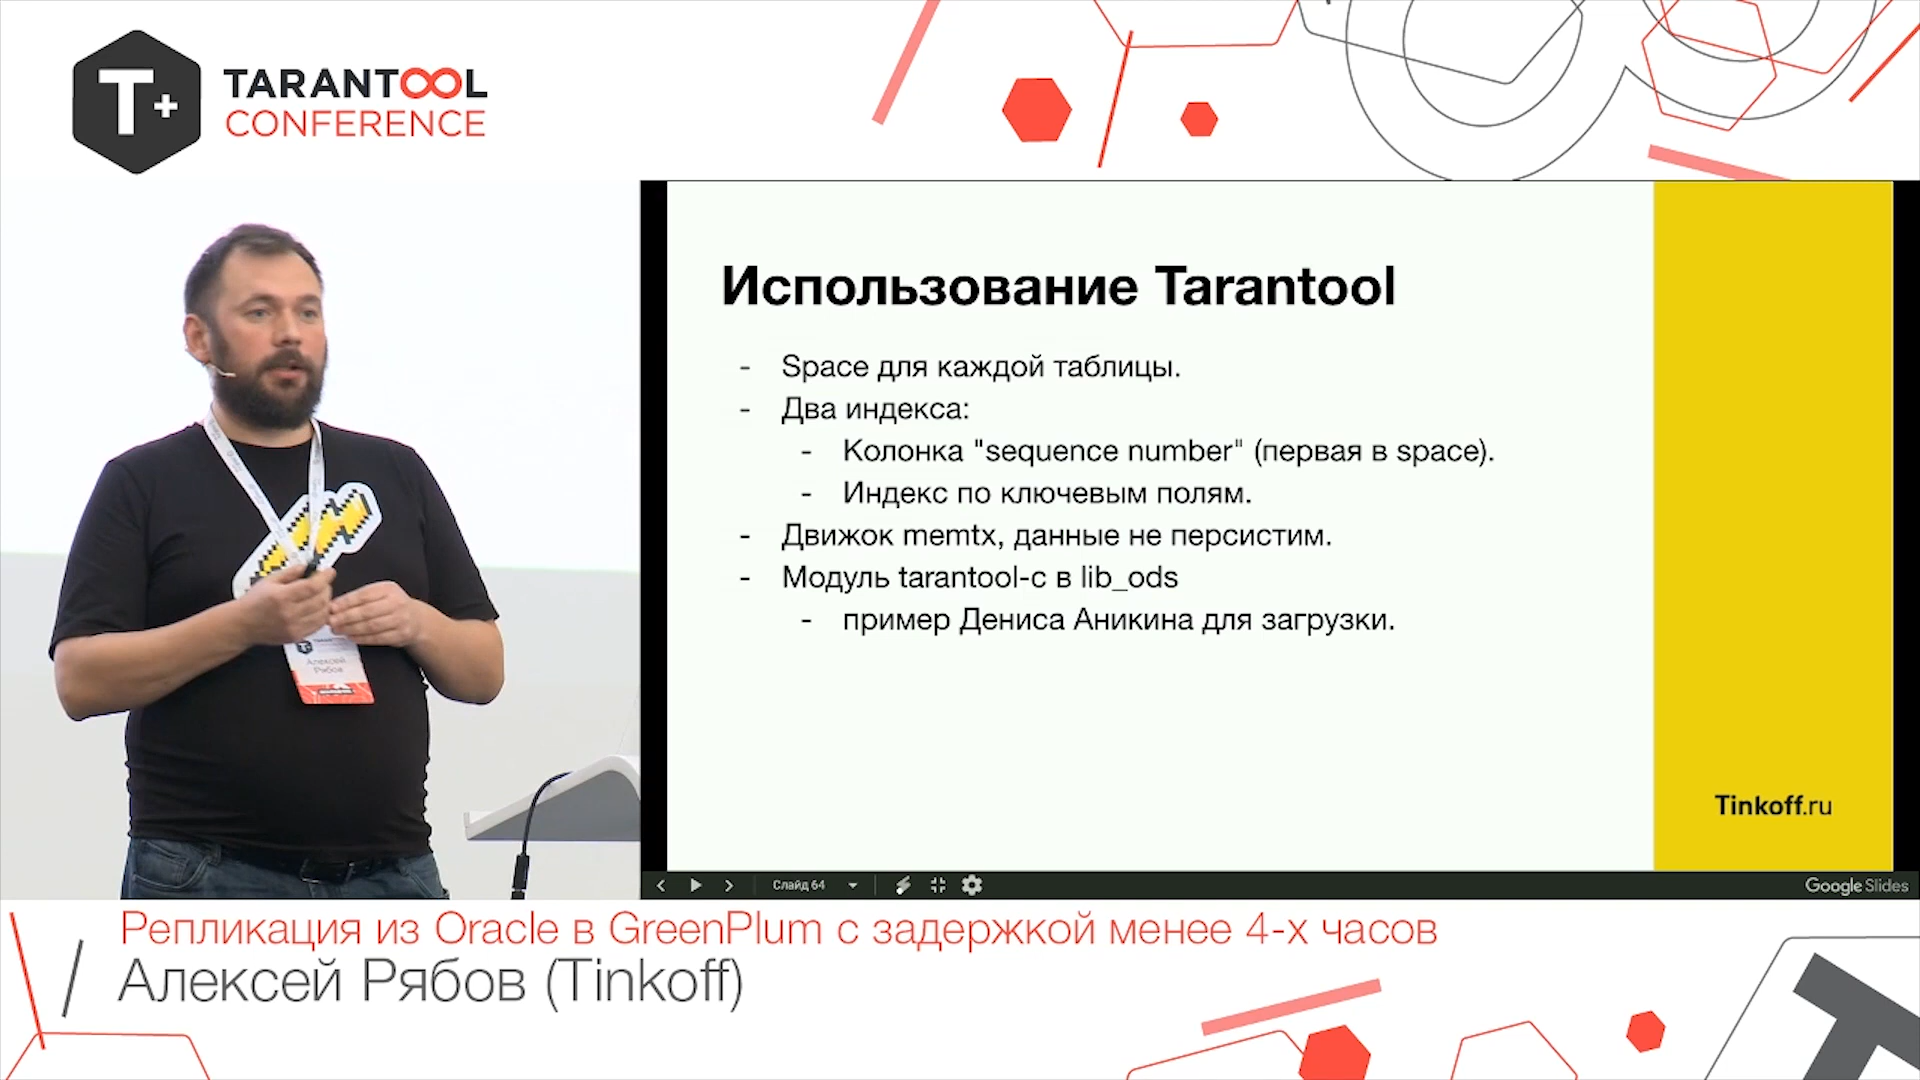 T+
TARANTOOL
CONFERENCE
Использование Tarantool
- Space для каждой таблицы.
- Два индекса:
- Колонка "sequence number" (первая в space).
- Индекс по ключевым полям.
- Движок memtx, данные не персистим.
- Модуль tarantool-c в lib_ods
- пример Дениса Аникина для загрузки.
Tinkoff.ru
Слайд 64
Google Slides
T+
Алексей
Рябов
Репликация из Oracle в GreenPlum с задержкой менее 4-х часов
Алексей Рябов (Tinkoff)